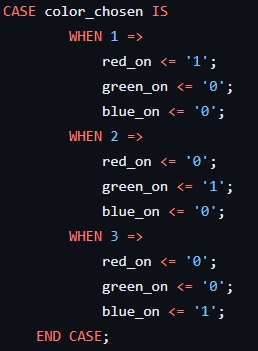 CASE color_chosen IS
WHEN 1 =>
red_on <= '1';
green_on <= '0';
blue_on <= '0';
WHEN 2 =>
red_on <= '0';
green_on <= '1';
blue_on <= '0';
WHEN 3 =>
red_on <= '0';
green_on <= '0';
blue_on <= '1';
END CASE;